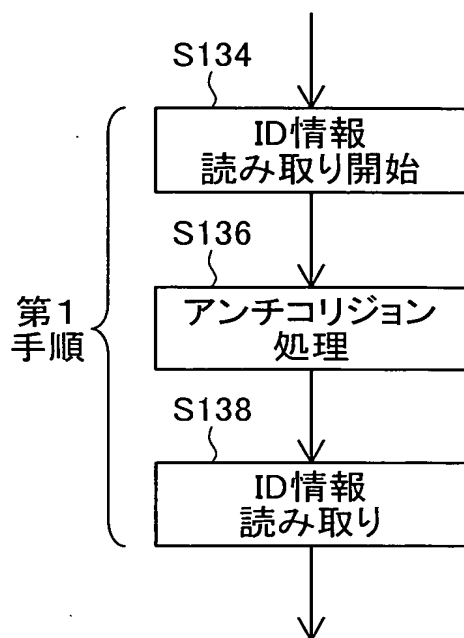 S134
ID情報
読み取り開始
S136
第1
手順
アンチコリジョン
処理
S138
ID情報
読み取り